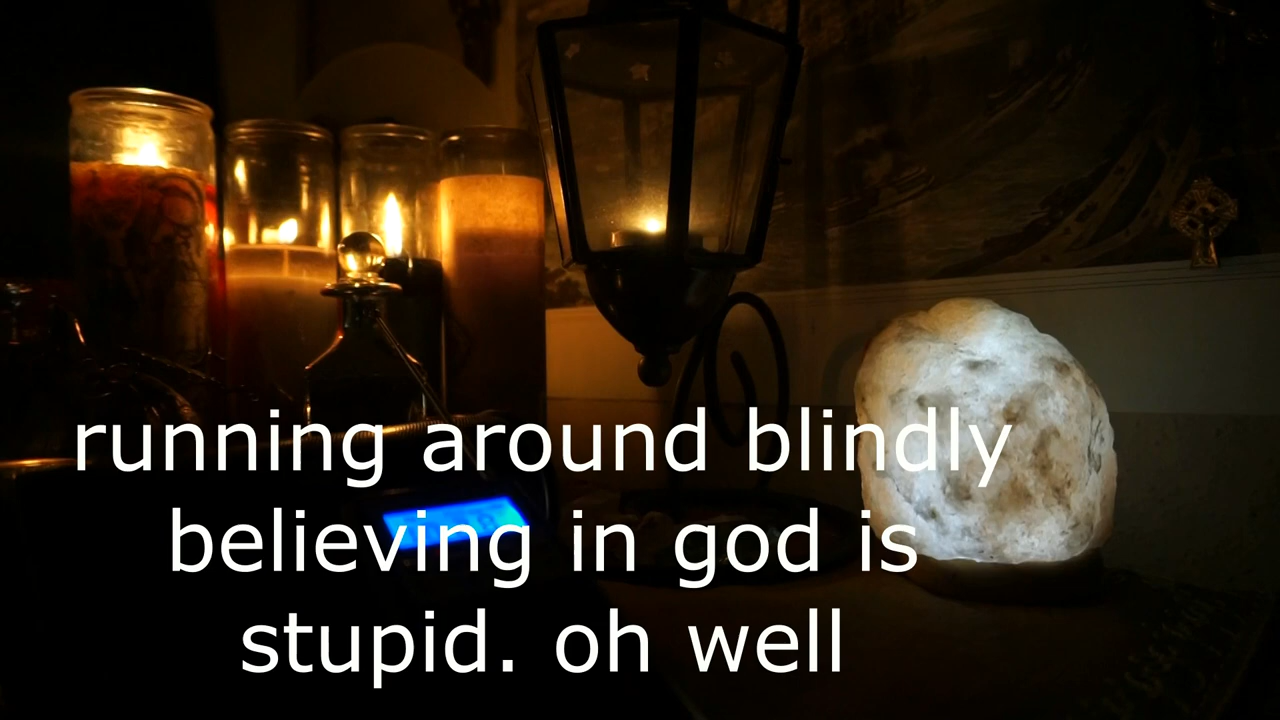 running around blindly
believing in god is
stupid. oh well